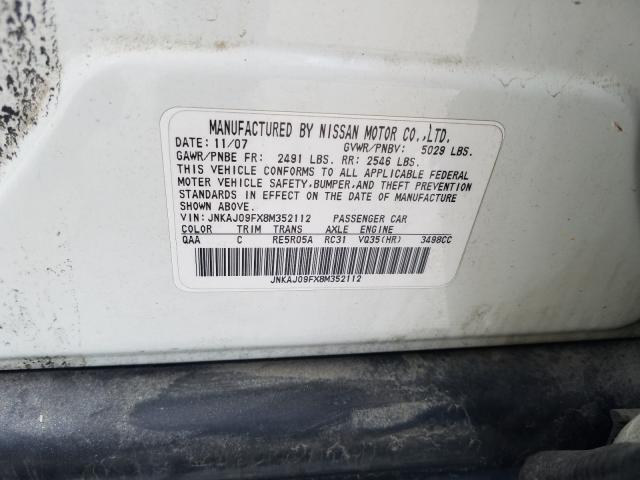 MANUFACTURED BY NISSAN MOTOR CO.,LTD.
DATE: 11/07 GVWR/PNBV: 5029 LBS.
GAWR/PNBE FR: 2491 LBS. RR: 2546 LBS.
THIS VEHICLE CONFORMS TO ALL APPLICABLE FEDERAL
MOTOR VEHICLE SAFETY,BUMPER,AND THEFT PREVENTION
STANDARDS IN EFFECT ON THE DATE OF MANUFACTURE
SHOWN ABOVE.
VIN: JNKAJ09FX8M352112 PASSENGER CAR
COLOR TRIM TRANS AXLE ENGINE
QAA C RE5R05A RC31 VQ35(HR) 3498CC
JNKAJ09FX8M352112